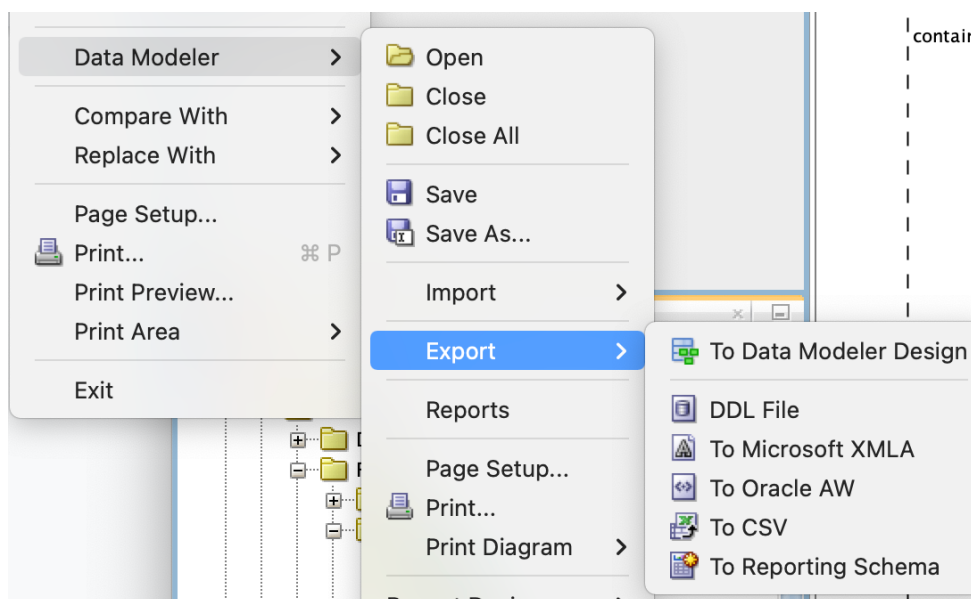 contain
Data Modeler
Compare With
Replace With
Page Setup...
Print...
⌘ P
Print Preview...
Print Area
Exit
Open
Close
Close All
Save
Save As...
Import
Export
Reports
Page Setup...
Print...
Print Diagram
To Data Modeler Design
DDL File
To Microsoft XMLA
To Oracle AW
To CSV
To Reporting Schema